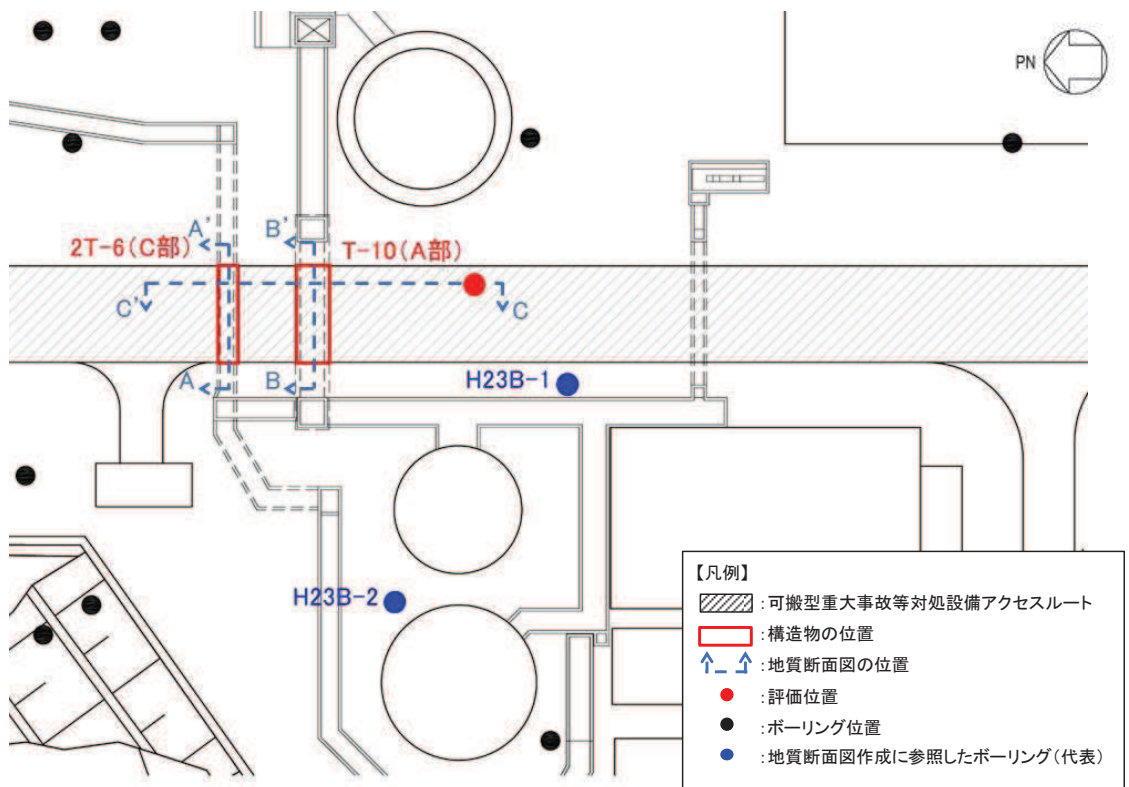 PN
A'
B'
2T-6(C部)
T-10(A部)
C'
C
A
B
H23B-1
H23B-2
【凡例】
:可搬型重大事故等対処設備アクセスルート
:構造物の位置
:地質断面図の位置
:評価位置
:ボーリング位置
:地質断面図作成に参照したボーリング(代表)